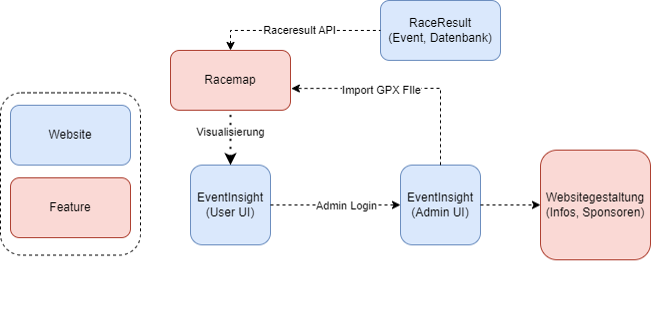 Raceresult API
RaceResult
(Event, Datenbank)
Racemap
Import GPX FIle
Website
Visualisierung
Feature
EventInsight
(User UI)
Admin Login
EventInsight
(Admin UI)
Websitegestaltung
(Infos, Sponsoren)